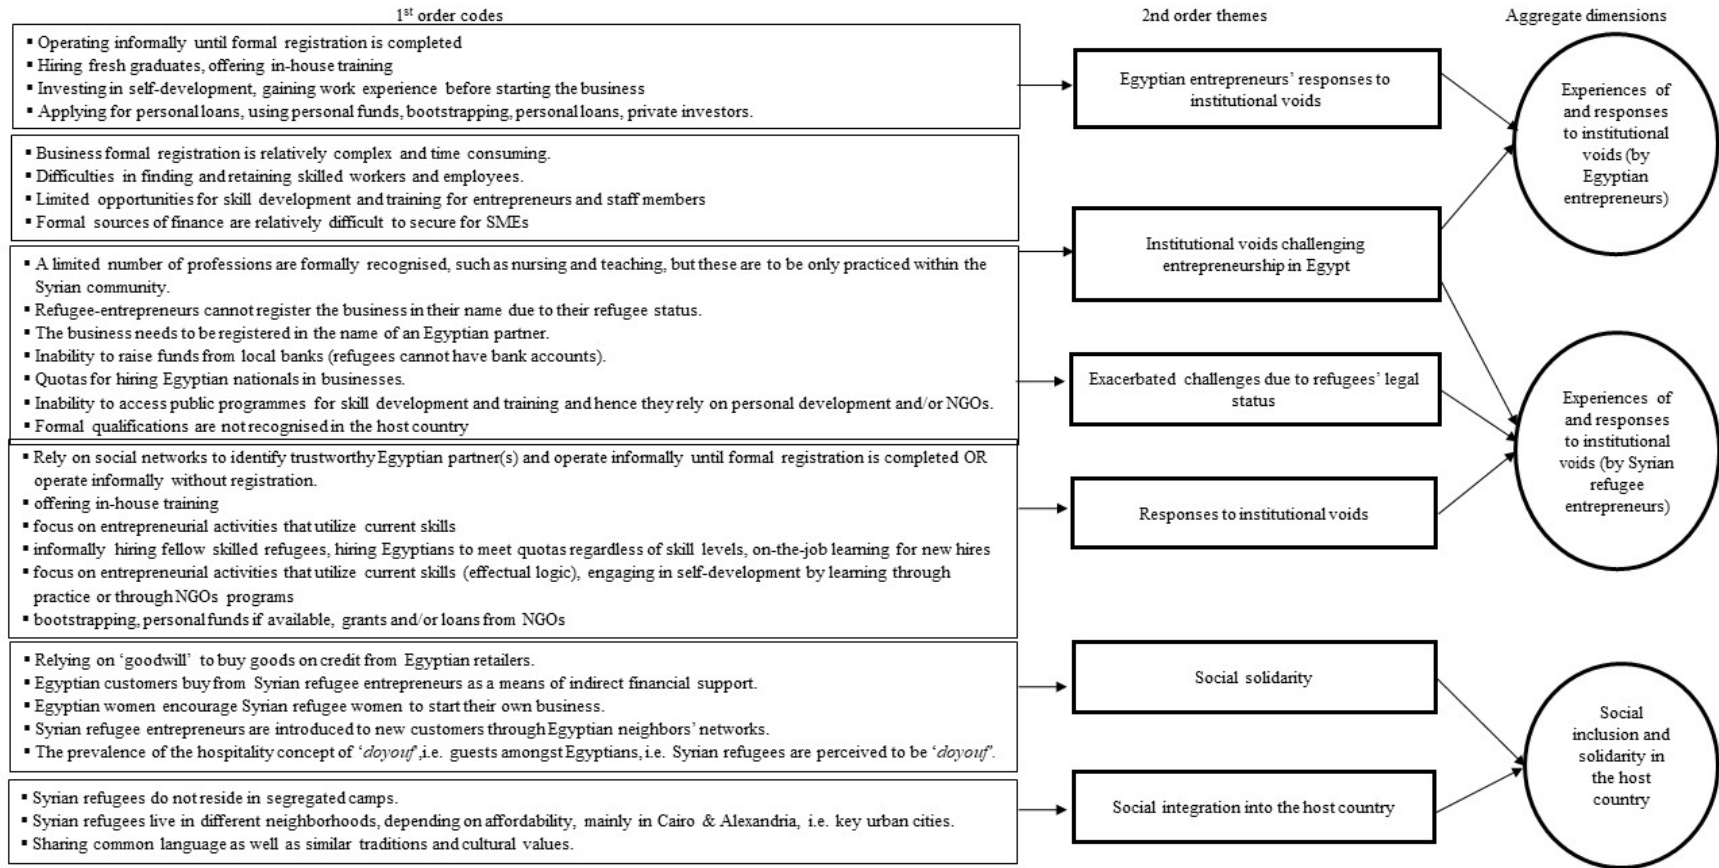 1st order codes
2nd order themes
Aggregate dimensions
▪ Operating informally until formal registration is completed
▪ Hiring fresh graduates, offering in-house training
▪ Investing in self-development, gaining work experience before starting the business
▪ Applying for personal loans, using personal funds, bootstrapping, personal loans, private investors.
▪ Business formal registration is relatively complex and time consuming.
▪ Difficulties in finding and retaining skilled workers and employees.
▪ Limited opportunities for skill development and training for entrepreneurs and staff members
▪ Formal sources of finance are relatively difficult to secure for SMEs
▪ A limited number of professions are formally recognised, such as nursing and teaching, but these are to be only practiced within the
Syrian community.
▪ Refugee-entrepreneurs cannot register the business in their name due to their refugee status.
▪ The business needs to be registered in the name of an Egyptian partner.
▪ Inability to raise funds from local banks (refugees cannot have bank accounts).
▪ Quotas for hiring Egyptian nationals in businesses.
▪ Inability to access public programmes for skill development and training and hence they rely on personal development and/or NGOs.
▪ Formal qualifications are not recognised in the host country
▪ Rely on social networks to identify trustworthy Egyptian partner(s) and operate informally until formal registration is completed OR
operate informally without registration.
▪ offering in-house training
▪ focus on entrepreneurial activities that utilize current skills
▪ informally hiring fellow skilled refugees, hiring Egyptians to meet quotas regardless of skill levels, on-the-job learning for new hires
▪ focus on entrepreneurial activities that utilize current skills (effectual logic), engaging in self-development by learning through
practice or through NGOs programs
▪ bootstrapping, personal funds if available, grants and/or loans from NGOs
▪ Relying on ‘goodwill’ to buy goods on credit from Egyptian retailers.
▪ Egyptian customers buy from Syrian refugee entrepreneurs as a means of indirect financial support.
▪ Egyptian women encourage Syrian refugee women to start their own business.
▪ Syrian refugee entrepreneurs are introduced to new customers through Egyptian neighbors’ networks.
▪ The prevalence of the hospitality concept of ‘doyouf’,i.e. guests amongst Egyptians, i.e. Syrian refugees are perceived to be ‘doyouf’.
▪ Syrian refugees do not reside in segregated camps.
▪ Syrian refugees live in different neighborhoods, depending on affordability, mainly in Cairo & Alexandria, i.e. key urban cities.
▪ Sharing common language as well as similar traditions and cultural values.
Egyptian entrepreneurs’ responses to
institutional voids
Institutional voids challenging
entrepreneurship in Egypt
Exacerbated challenges due to refugees’ legal
status
Responses to institutional voids
Social solidarity
Social integration into the host country
Experiences of
and responses
to institutional
voids (by
Egyptian
entrepreneurs)
Experiences of
and responses
to institutional
voids (by Syrian
refugee
entrepreneurs)
Social
inclusion and
solidarity in
the host
country